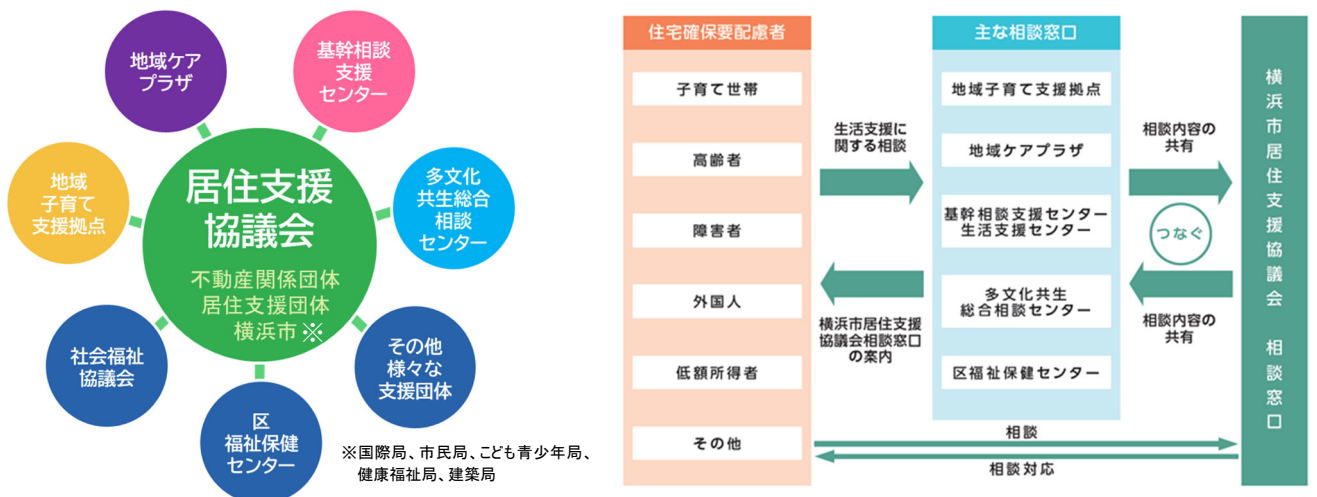 地域ケア
プラザ
基幹相談
支援
センター
地域
子育て
支援拠点
居住支援
協議会
不動産関係団体
居住支援団体
横浜市※
多文化
共生総合
相談
センター
社会福祉
協議会
区
福祉保健
センター
その他
様々な
支援団体
※国際局、市民局、こども青少年局、
健康福祉局、建築局
住宅確保要配慮者
子育て世帯
高齢者
障害者
外国人
低額所得者
その他
生活支援に
関する相談
横浜市居住支援
協議会相談窓口
の案内
主な相談窓口
地域子育て支援拠点
地域ケアプラザ
基幹相談支援センター
生活支援センター
多文化共生
総合相談センター
区福祉保健センター
相談内容の
共有
つなぐ
相談内容の
共有
相談
相談対応
横浜市居住支援協議会 相談窓口